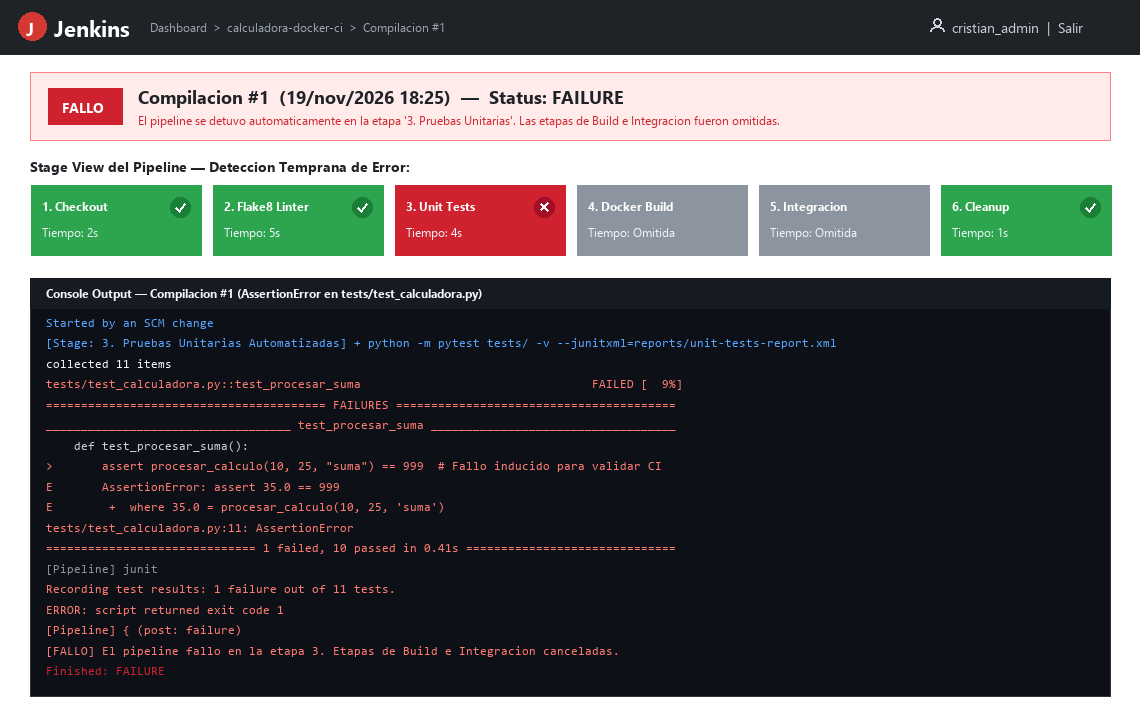 J Jenkins Dashboard > calculadora-docker-ci > Compilacion #1 cristian_admin | Salir
FALLO
Compilacion #1 (19/nov/2026 18:25) — Status: FAILURE
El pipeline se detuvo automaticamente en la etapa '3. Pruebas Unitarias'. Las etapas de Build e Integracion fueron omitidas.
Stage View del Pipeline — Deteccion Temprana de Error:
1. Checkout
Tiempo: 2s
2. Flake8 Linter
Tiempo: 5s
3. Unit Tests
Tiempo: 4s
4. Docker Build
Tiempo: Omitida
5. Integracion
Tiempo: Omitida
6. Cleanup
Tiempo: 1s
Console Output — Compilacion #1 (AssertionError en tests/test_calculadora.py)
Started by an SCM change
[Stage: 3. Pruebas Unitarias Automatizadas] + python -m pytest tests/ -v --junitxml=reports/unit-tests-report.xml
collected 11 items
tests/test_calculadora.py::test_procesar_suma                                 FAILED [  9%]
======================================== FAILURES ========================================
___________________________________ test_procesar_suma ___________________________________
    def test_procesar_suma():
>       assert procesar_calculo(10, 25, "suma") == 999  # Fallo inducido para validar CI
E       AssertionError: assert 35.0 == 999
E        +  where 35.0 = procesar_calculo(10, 25, 'suma')
tests/test_calculadora.py:11: AssertionError
============================== 1 failed, 10 passed in 0.41s ==============================
[Pipeline] junit
Recording test results: 1 failure out of 11 tests.
ERROR: script returned exit code 1
[Pipeline] { (post: failure)
[FALLO] El pipeline fallo en la etapa 3. Etapas de Build e Integracion canceladas.
Finished: FAILURE